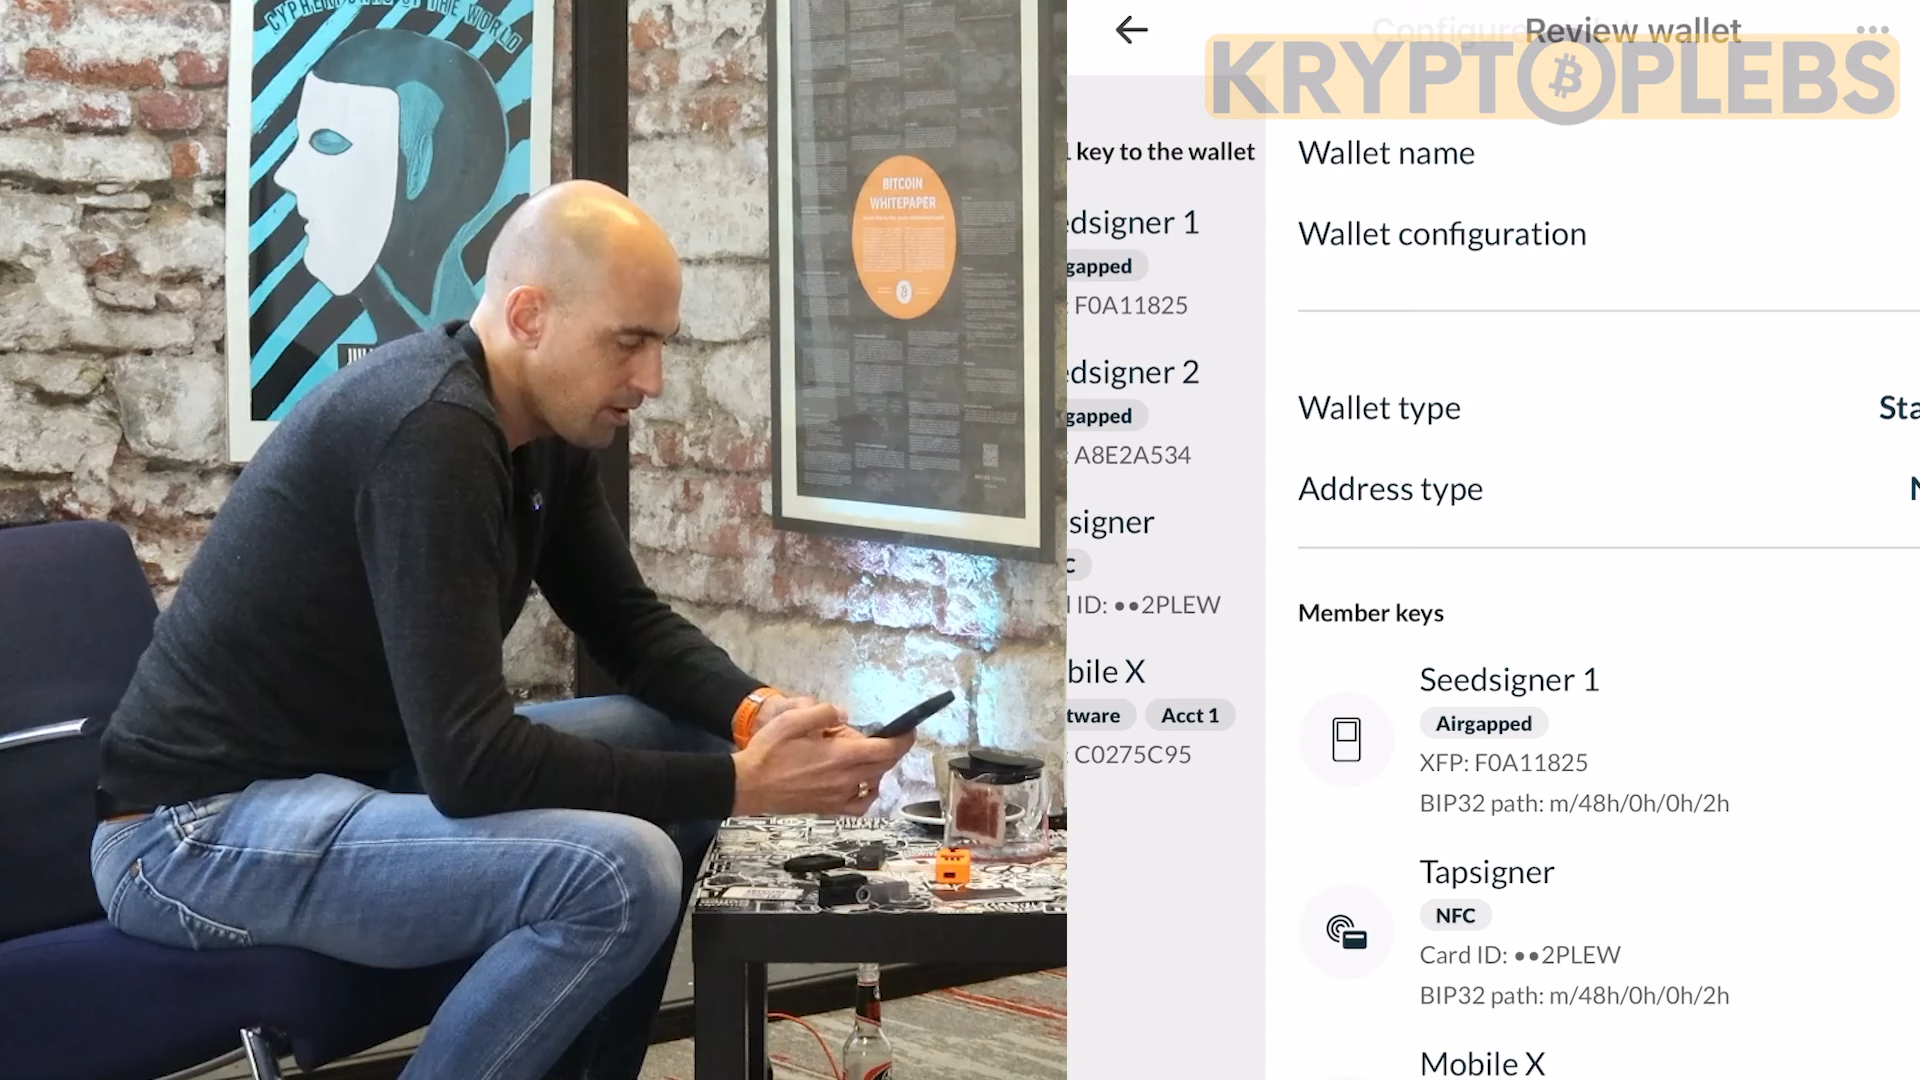 CYPHERPUNKS OF THE WORLD
BITCOIN
WHITEPAPER
Configure
Review wallet
KRYPTOPLEBS
key to the wallet
edsigner 1
gapped
: F0A11825
edsigner 2
gapped
: A8E2A534
signer
C
ID: ••2PLEW
bile X
tware
Acct 1
: C0275C95
Wallet name
Wallet configuration
Wallet type
Sta
Address type
N
Member keys
Seedsigner 1
Airgapped
XFP: F0A11825
BIP32 path: m/48h/0h/0h/2h
Tapsigner
NFC
Card ID: ••2PLEW
BIP32 path: m/48h/0h/0h/2h
Mobile X